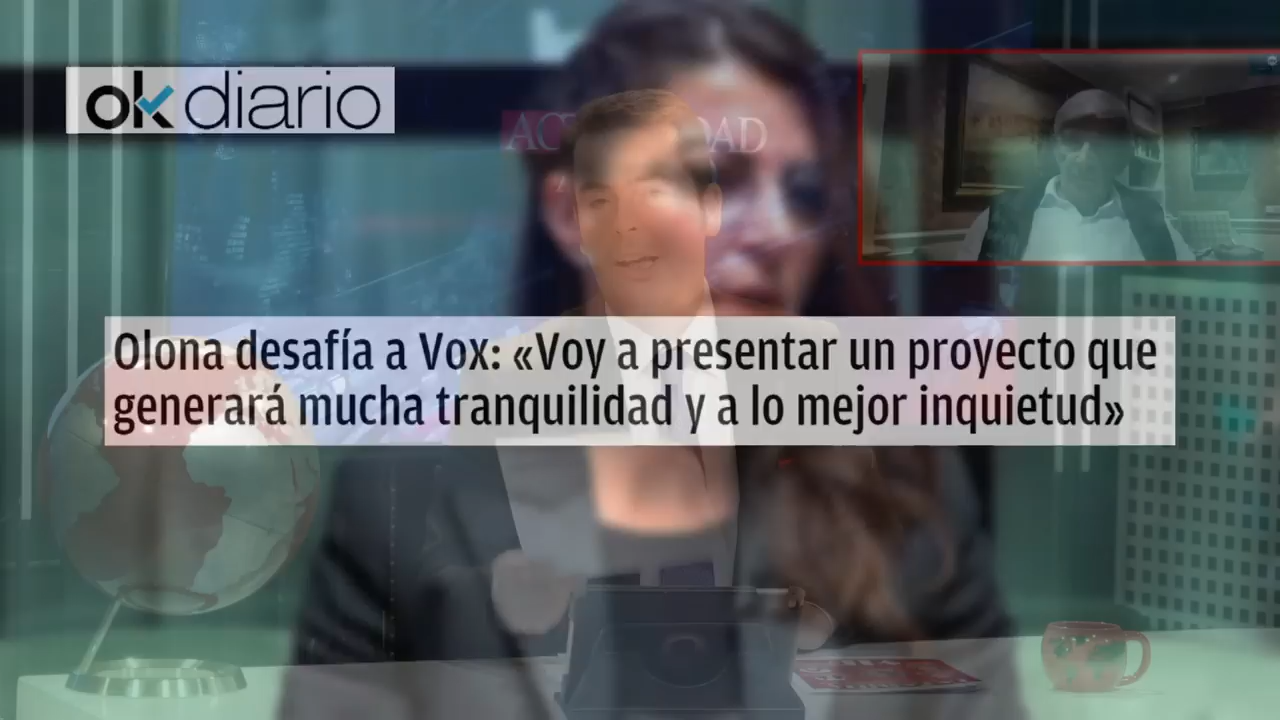 okdiario
Olona desafía a Vox: «Voy a presentar un proyecto que
generará mucha tranquilidad y a lo mejor inquietud»